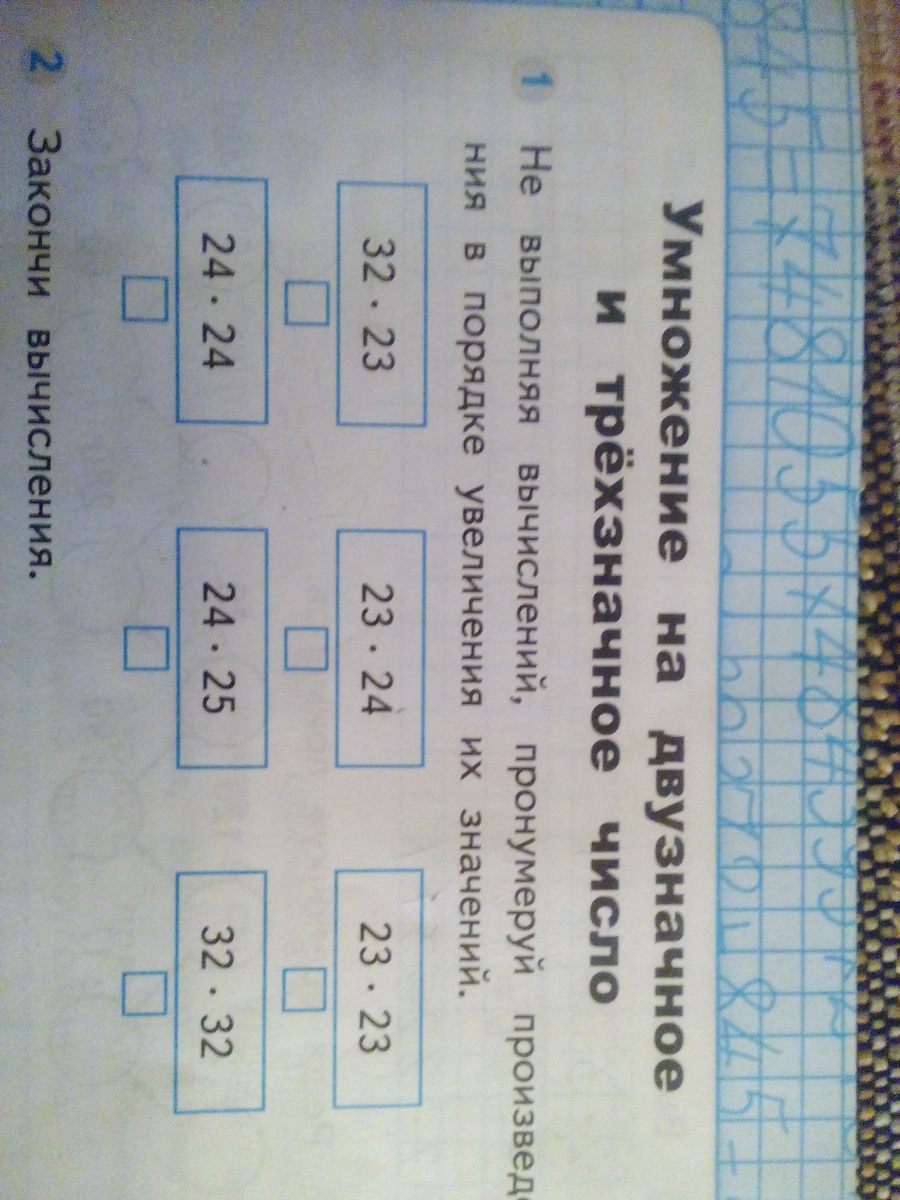 Умножение на двузначное
и трёхзначное число
1 Не выполняя вычислений, пронумеруй
ния в порядке увеличения их значений.
32 · 23 23 · 24 23 · 23
24 · 24 24 · 25 32 · 32
2 Закончи вычисления.